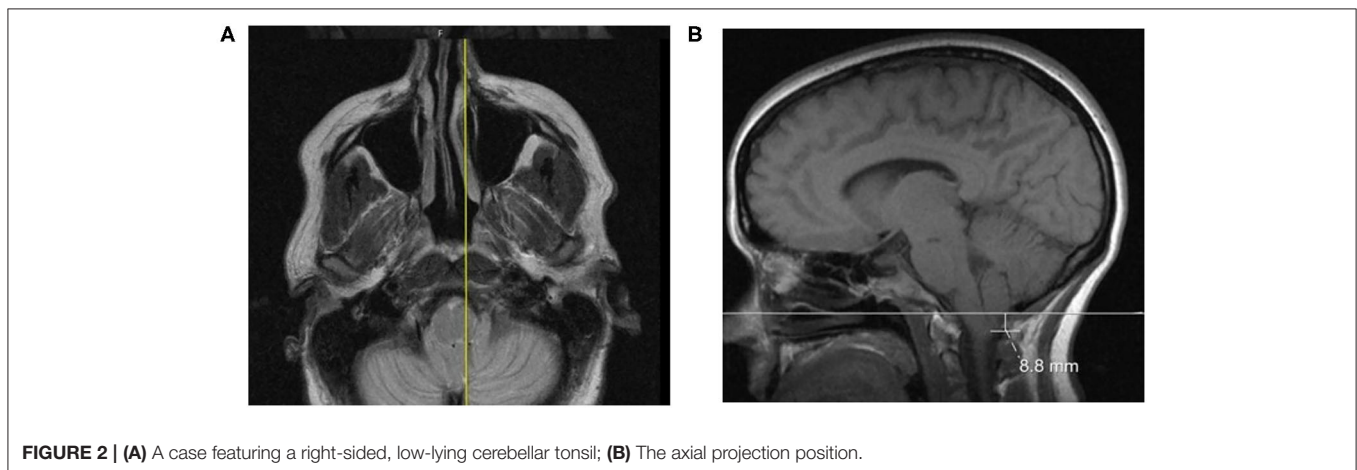 A
B
F
8.8 mm
FIGURE 2 | (A) A case featuring a right-sided, low-lying cerebellar tonsil; (B) The axial projection position.